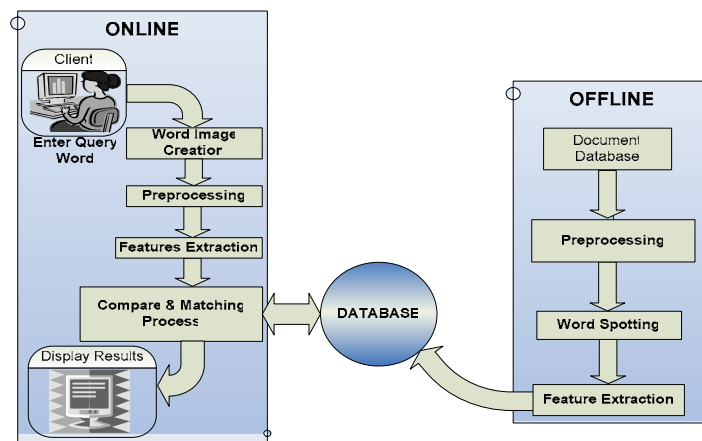 ONLINE
Client
Enter Query
Word
Word Image
Creation
Preprocessing
Features Extraction
Compare & Matching
Process
Display Results
DATABASE
OFFLINE
Document
Database
Preprocessing
Word Spotting
Feature Extraction